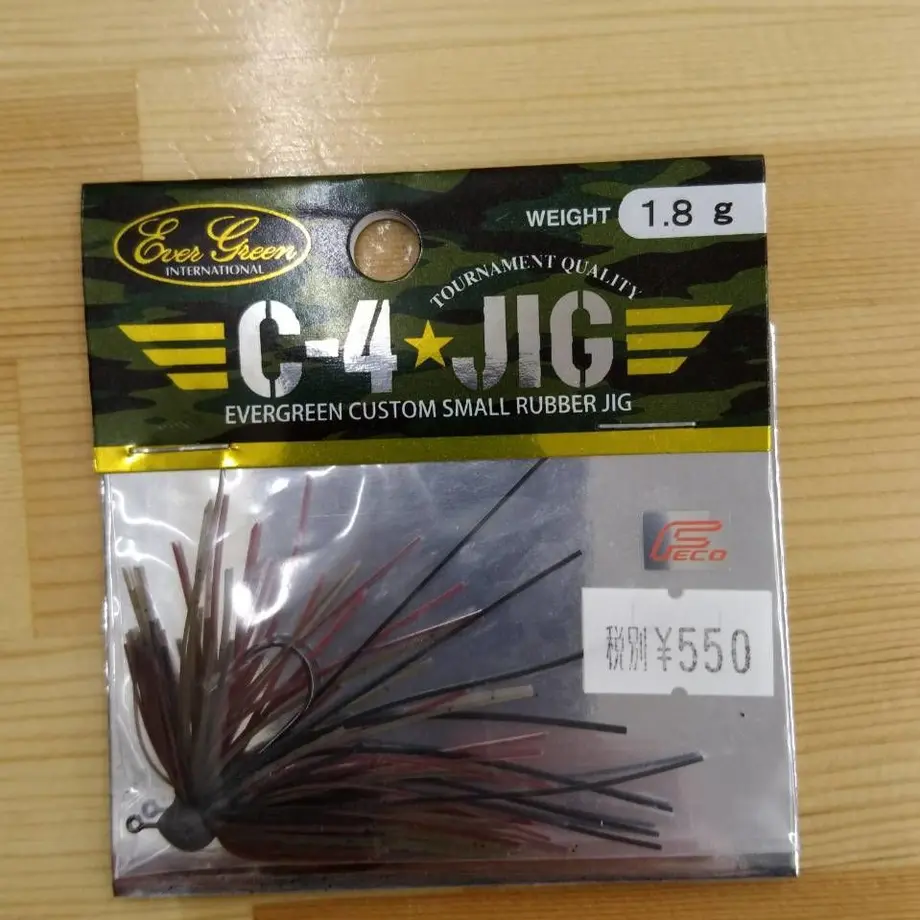 Ever Green
INTERNATIONAL
WEIGHT 1.8 g
TOURNAMENT QUALITY
C-4★JIG
EVERGREEN CUSTOM SMALL RUBBER JIG
FECO
税別¥550